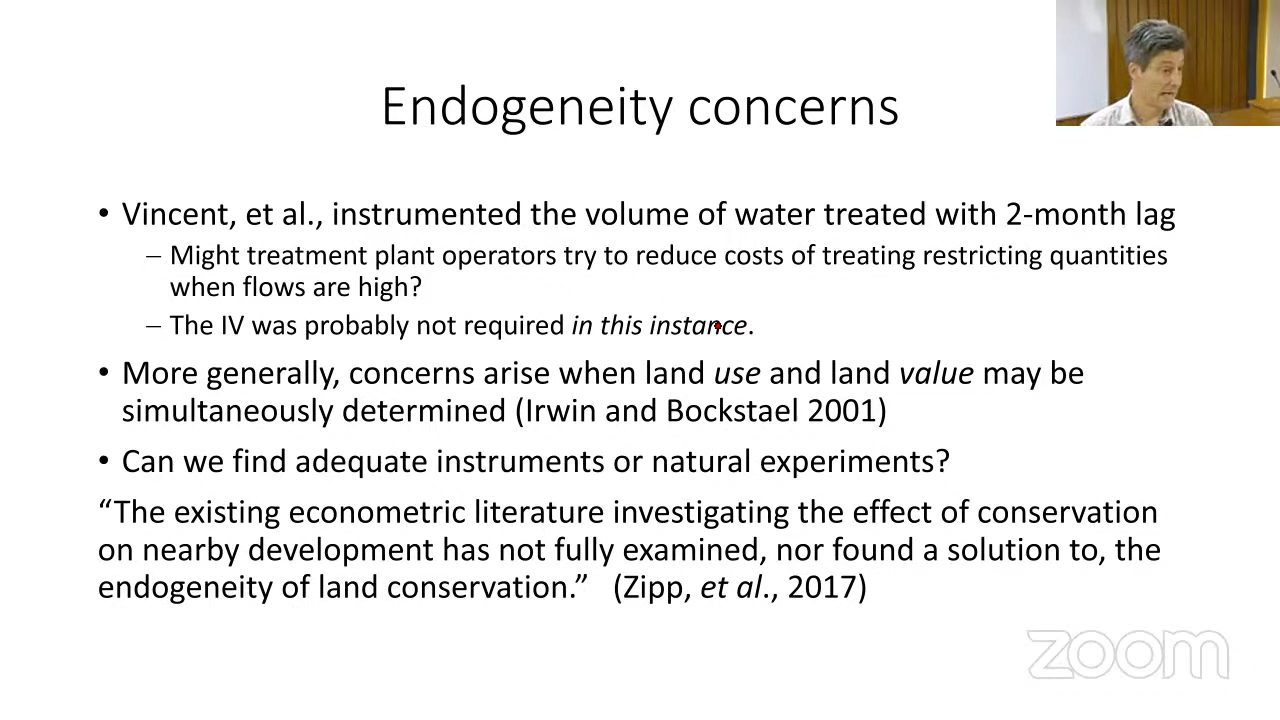 Endogeneity concerns
• Vincent, et al., instrumented the volume of water treated with 2-month lag
– Might treatment plant operators try to reduce costs of treating restricting quantities
when flows are high?
– The IV was probably not required in this instance.
• More generally, concerns arise when land use and land value may be
simultaneously determined (Irwin and Bockstael 2001)
• Can we find adequate instruments or natural experiments?
“The existing econometric literature investigating the effect of conservation
on nearby development has not fully examined, nor found a solution to, the
endogeneity of land conservation.” (Zipp, et al., 2017)
zoom